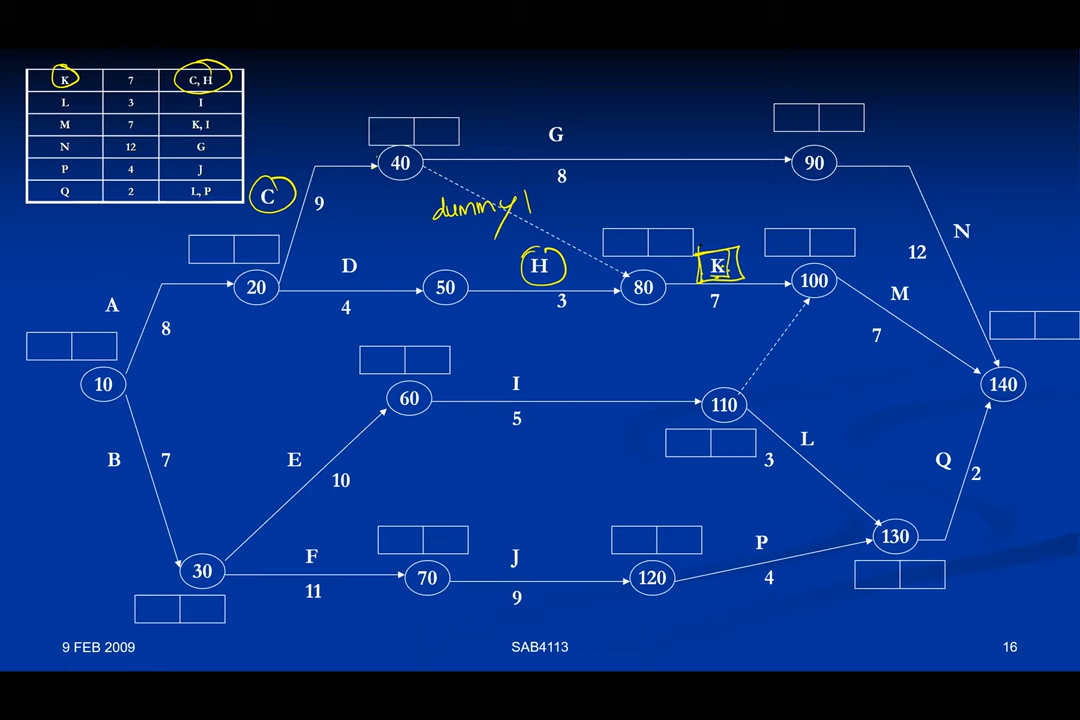 K 7 C, H
L 3 I
M 7 K, I
N 12 G
P 4 J
Q 2 L, P
G
40
90
8
C
9
dummy 1
N
12
D
H
K
20
50
80
100
4
3
7
M
7
A
8
10
I
60
110
5
140
B
7
E
10
L
3
Q
2
F
J
P
130
30
70
120
11
9
4
9 FEB 2009
SAB4113
16